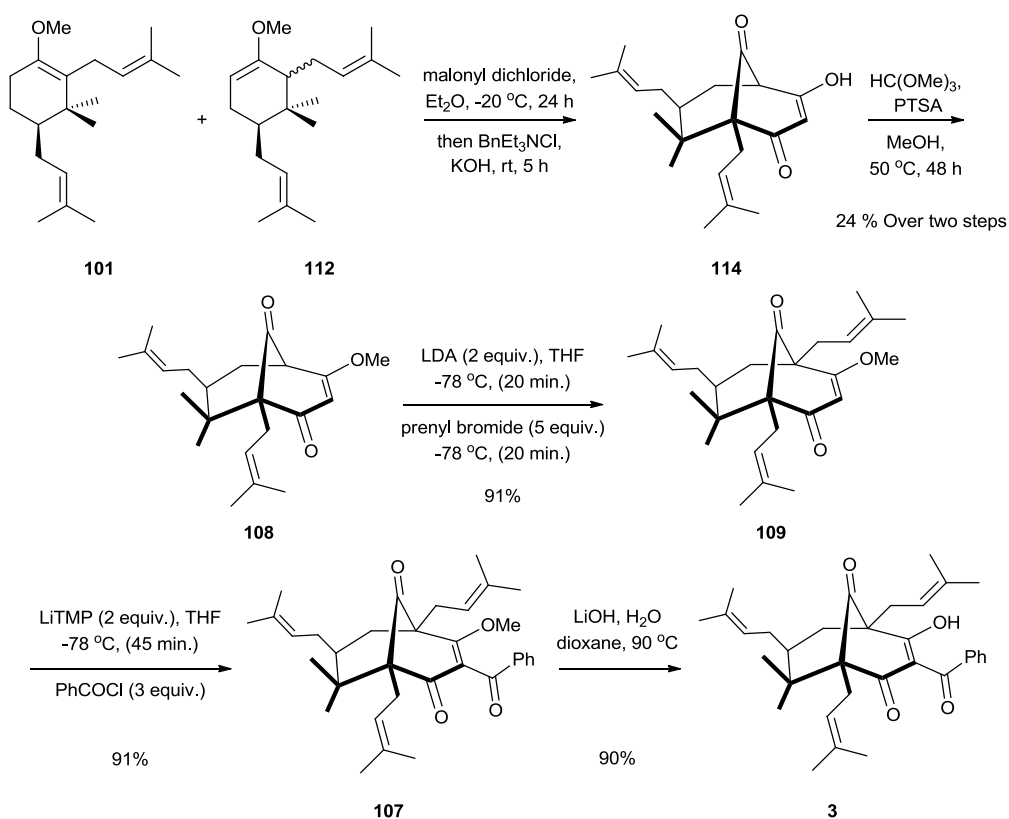 OMe
OMe
+
malonyl dichloride,
Et2O, -20 °C, 24 h
then BnEt3NCl,
KOH, rt, 5 h
O
OH
O
HC(OMe)3,
PTSA
MeOH,
50 °C, 48 h
24 % Over two steps
101
112
114
O
OMe
O
LDA (2 equiv.), THF
-78 °C, (20 min.)
prenyl bromide (5 equiv.)
-78 °C, (20 min.)
91%
O
OMe
O
108
109
LiTMP (2 equiv.), THF
-78 °C, (45 min.)
PhCOCl (3 equiv.)
91%
O
OMe
Ph
O
O
LiOH, H2O
dioxane, 90 °C
90%
O
OH
Ph
O
O
107
3